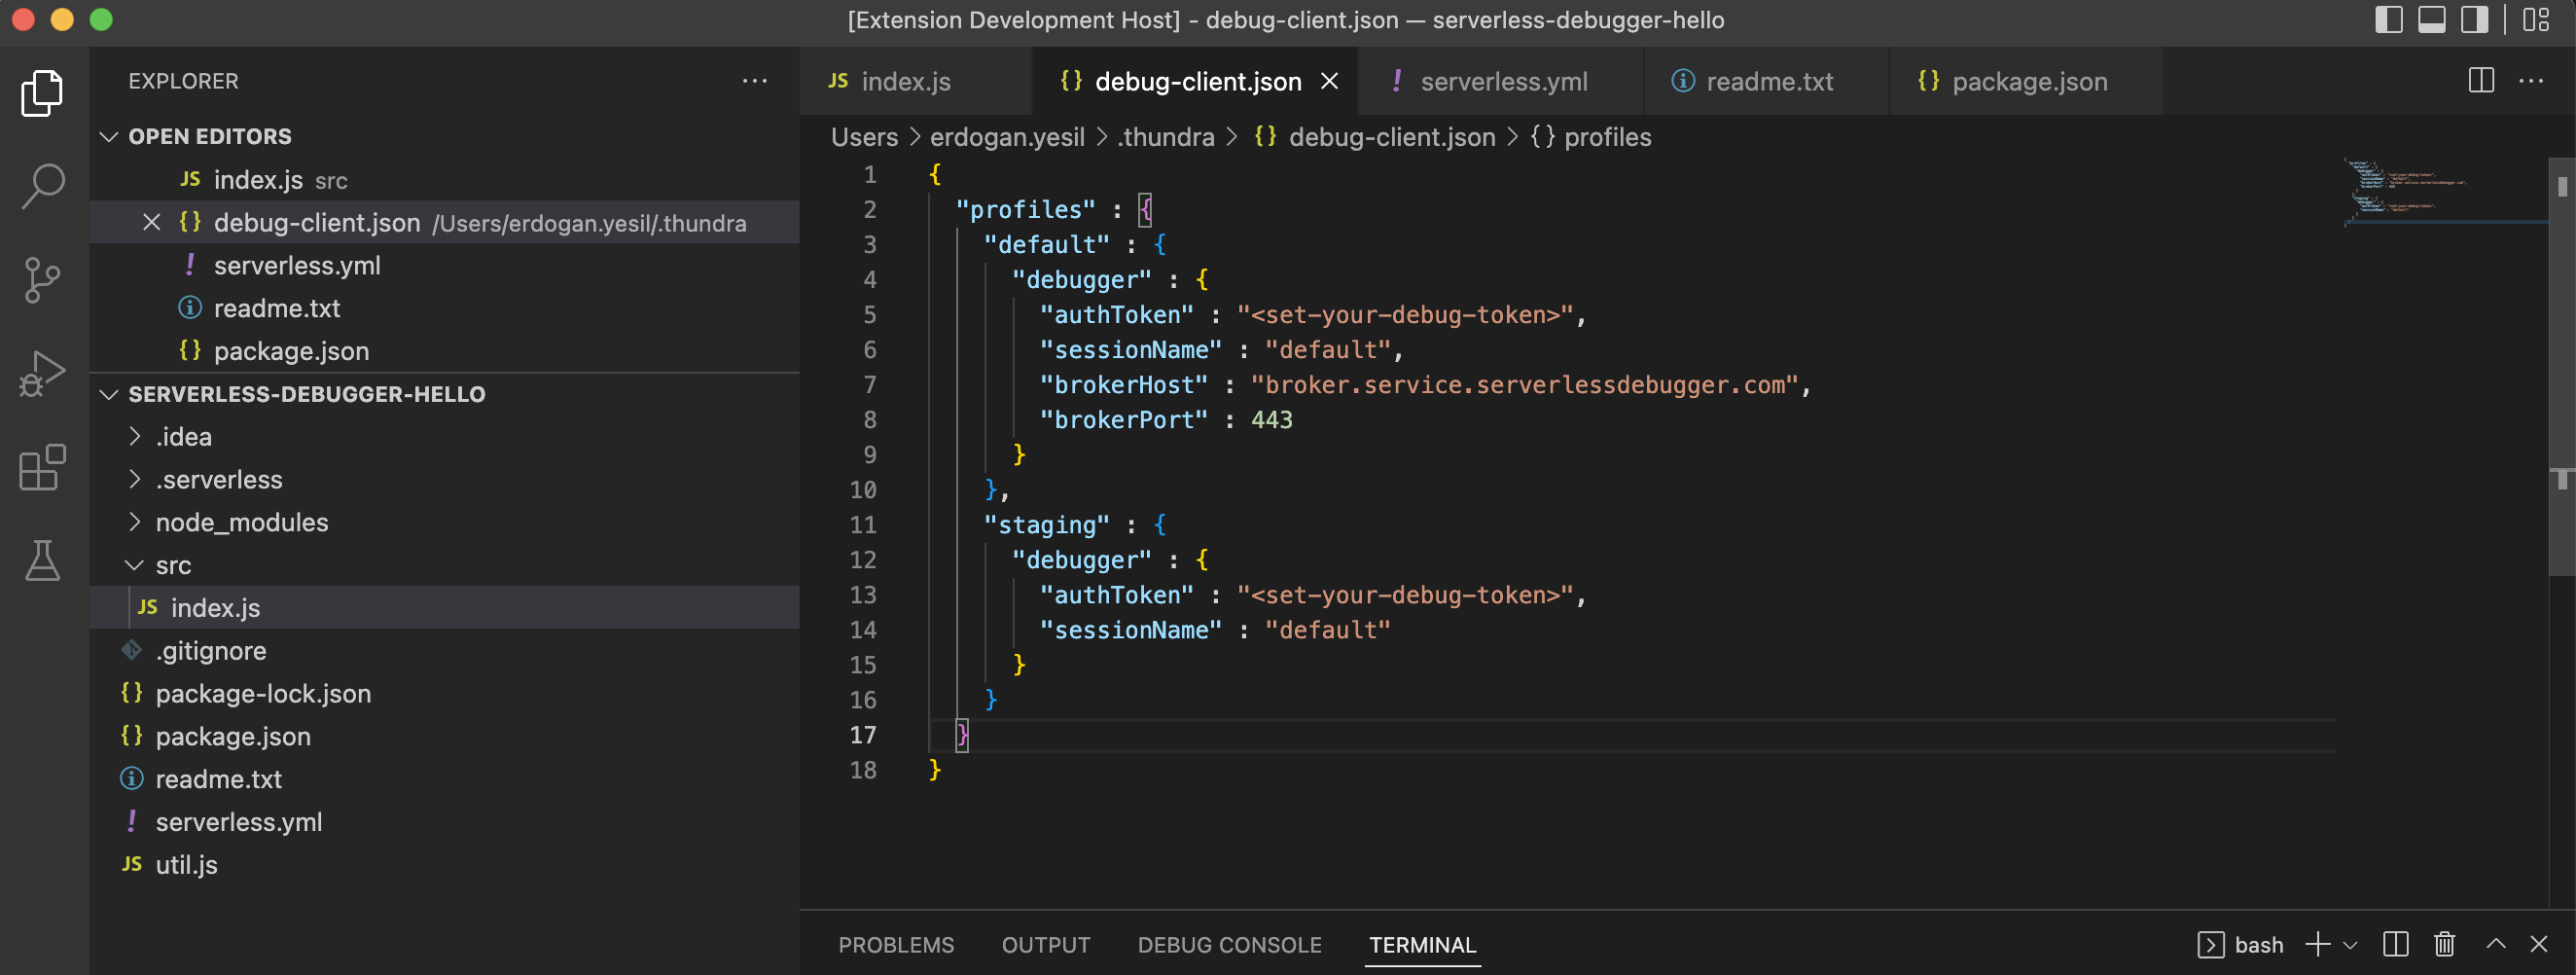 [Extension Development Host] - debug-client.json — serverless-debugger-hello
EXPLORER
OPEN EDITORS
JS index.js src
{} debug-client.json /Users/erdogan.yesil/.thundra
! serverless.yml
readme.txt
{} package.json
SERVERLESS-DEBUGGER-HELLO
.idea
.serverless
node_modules
src
JS index.js
.gitignore
{} package-lock.json
{} package.json
readme.txt
! serverless.yml
JS util.js
JS index.js {} debug-client.json ! serverless.yml readme.txt {} package.json
Users > erdogan.yesil > .thundra > {} debug-client.json > {} profiles
1 {
2 "profiles" : {
3 "default" : {
4 "debugger" : {
5 "authToken" : "<set-your-debug-token>",
6 "sessionName" : "default",
7 "brokerHost" : "broker.service.serverlessdebugger.com",
8 "brokerPort" : 443
9 }
10 },
11 "staging" : {
12 "debugger" : {
13 "authToken" : "<set-your-debug-token>",
14 "sessionName" : "default"
15 }
16 }
17 }
18 }
PROBLEMS OUTPUT DEBUG CONSOLE TERMINAL bash